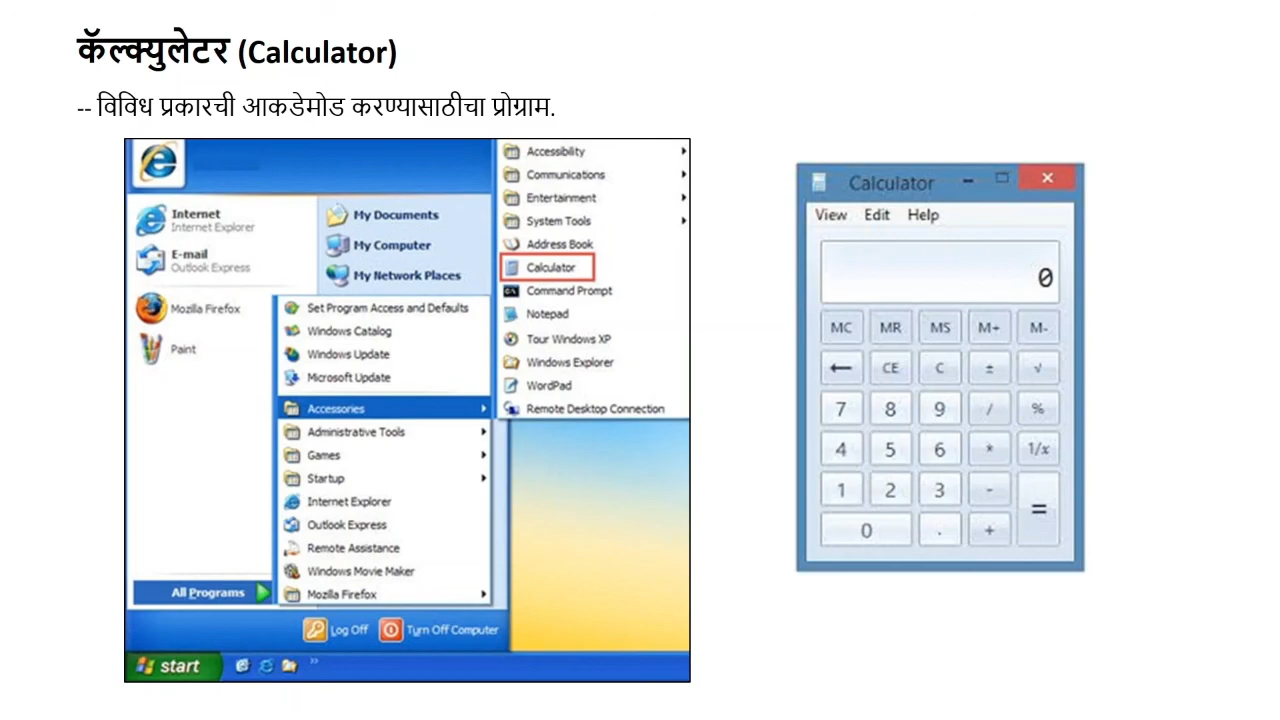 कॅल्क्युलेटर (Calculator)
-- विविध प्रकारची आकडेमोड करण्यासाठीचा प्रोग्राम.
Internet
Internet Explorer
E-mail
Outlook Express
Mozilla Firefox
Paint
My Documents
My Computer
My Network Places
Set Program Access and Defaults
Windows Catalog
Windows Update
Microsoft Update
Accessories
Administrative Tools
Games
Startup
Internet Explorer
Outlook Express
Remote Assistance
Windows Movie Maker
Mozilla Firefox
Accessibility
Communications
Entertainment
System Tools
Address Book
Calculator
Command Prompt
Notepad
Tour Windows XP
Windows Explorer
WordPad
Remote Desktop Connection
All Programs
Log Off Turn Off Computer
start
Calculator
View Edit Help
0
MC MR MS M+ M-
← CE C ± √
7 8 9 / %
4 5 6 * 1/x
1 2 3 - =
0 . +